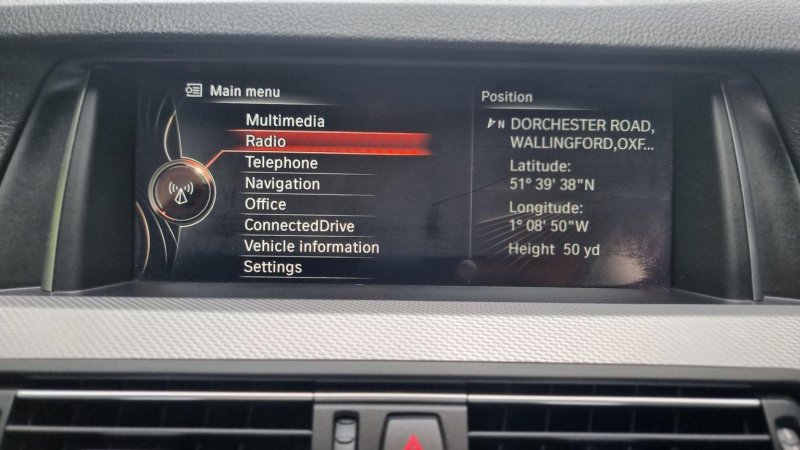 Main menu
Multimedia
Radio
Telephone
Navigation
Office
ConnectedDrive
Vehicle information
Settings
Position
N DORCHESTER ROAD,
WALLINGFORD,OXF...
Latitude:
51° 39' 38"N
Longitude:
1° 08' 50"W
Height 50 yd